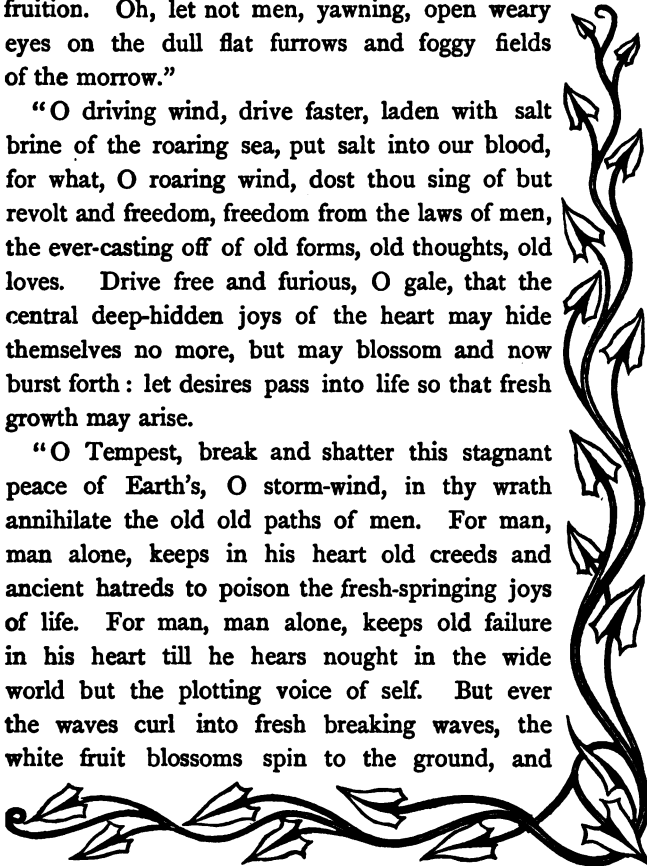 fruition. Oh, let not men, yawning, open weary
eyes on the dull flat furrows and foggy fields
of the morrow.”
“O driving wind, drive faster, laden with salt
brine of the roaring sea, put salt into our blood,
for what, O roaring wind, dost thou sing of but
revolt and freedom, freedom from the laws of men,
the ever-casting off of old forms, old thoughts, old
loves. Drive free and furious, O gale, that the
central deep-hidden joys of the heart may hide
themselves no more, but may blossom and now
burst forth : let desires pass into life so that fresh
growth may arise.
“O Tempest, break and shatter this stagnant
peace of Earth’s, O storm-wind, in thy wrath
annihilate the old old paths of men. For man,
man alone, keeps in his heart old creeds and
ancient hatreds to poison the fresh-springing joys
of life. For man, man alone, keeps old failure
in his heart till he hears nought in the wide
world but the plotting voice of self. But ever
the waves curl into fresh breaking waves, the
white fruit blossoms spin to the ground, and